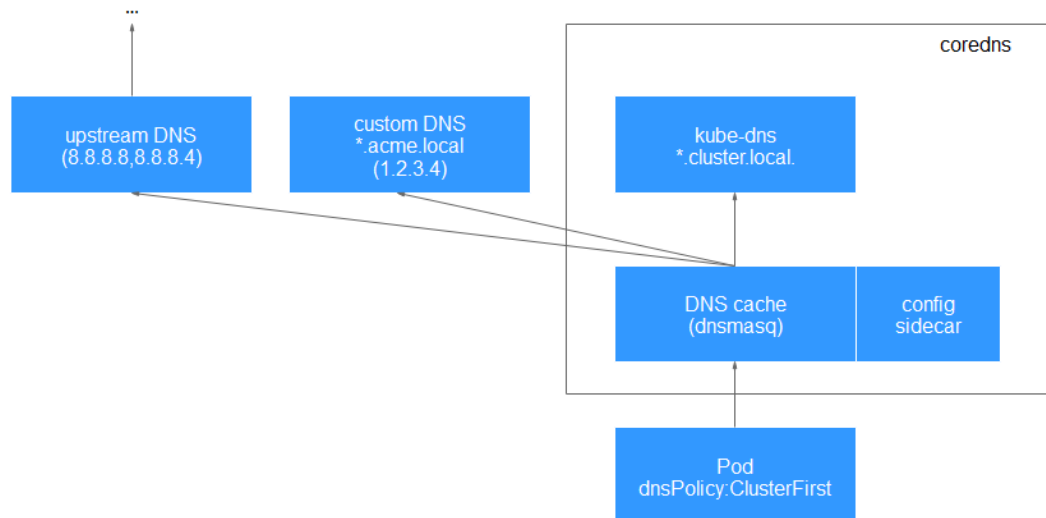 ...
coredns
upstream DNS
(8.8.8.8,8.8.8.4)
custom DNS
*.acme.local
(1.2.3.4)
kube-dns
*.cluster.local.
DNS cache
(dnsmasq)
config
sidecar
Pod
dnsPolicy:ClusterFirst